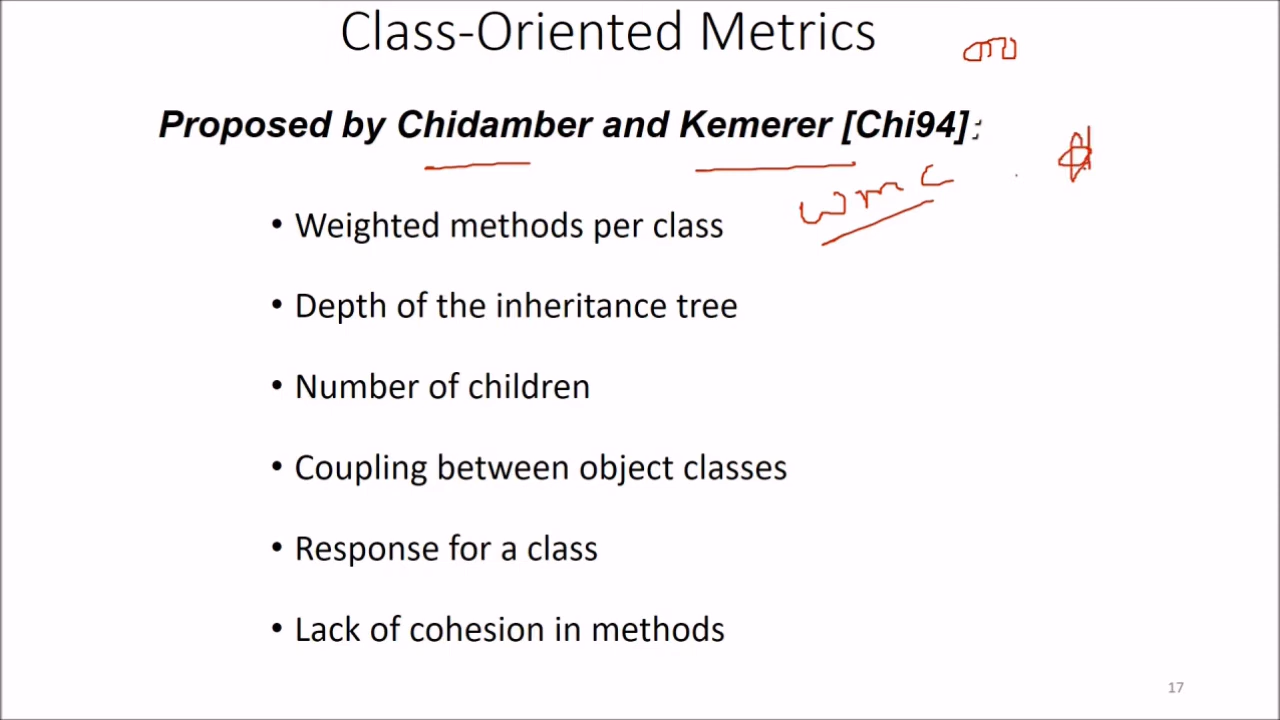 Class-Oriented Metrics
Proposed by Chidamber and Kemerer [Chi94]:
wmc
• Weighted methods per class
• Depth of the inheritance tree
• Number of children
• Coupling between object classes
• Response for a class
• Lack of cohesion in methods
17